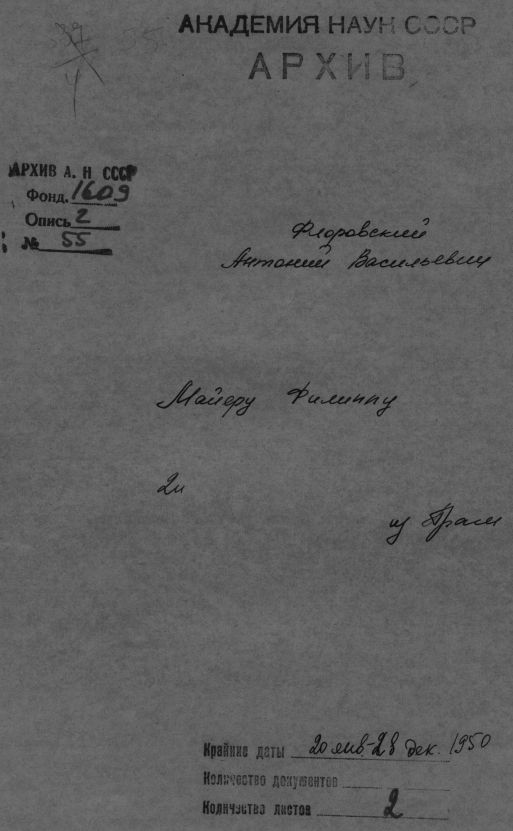 АКАДЕМИЯ НАУК СССР
АРХИВ
АРХИВ А. Н СССР
Фонд. 1609
Опись 2
№ 55
Флоровский
Антоний Васильевич
Майеру Филиппу
2п
из Праги
Крайние даты 20 янв.-28 дек. 1950
Количество документов
Количество листов 2